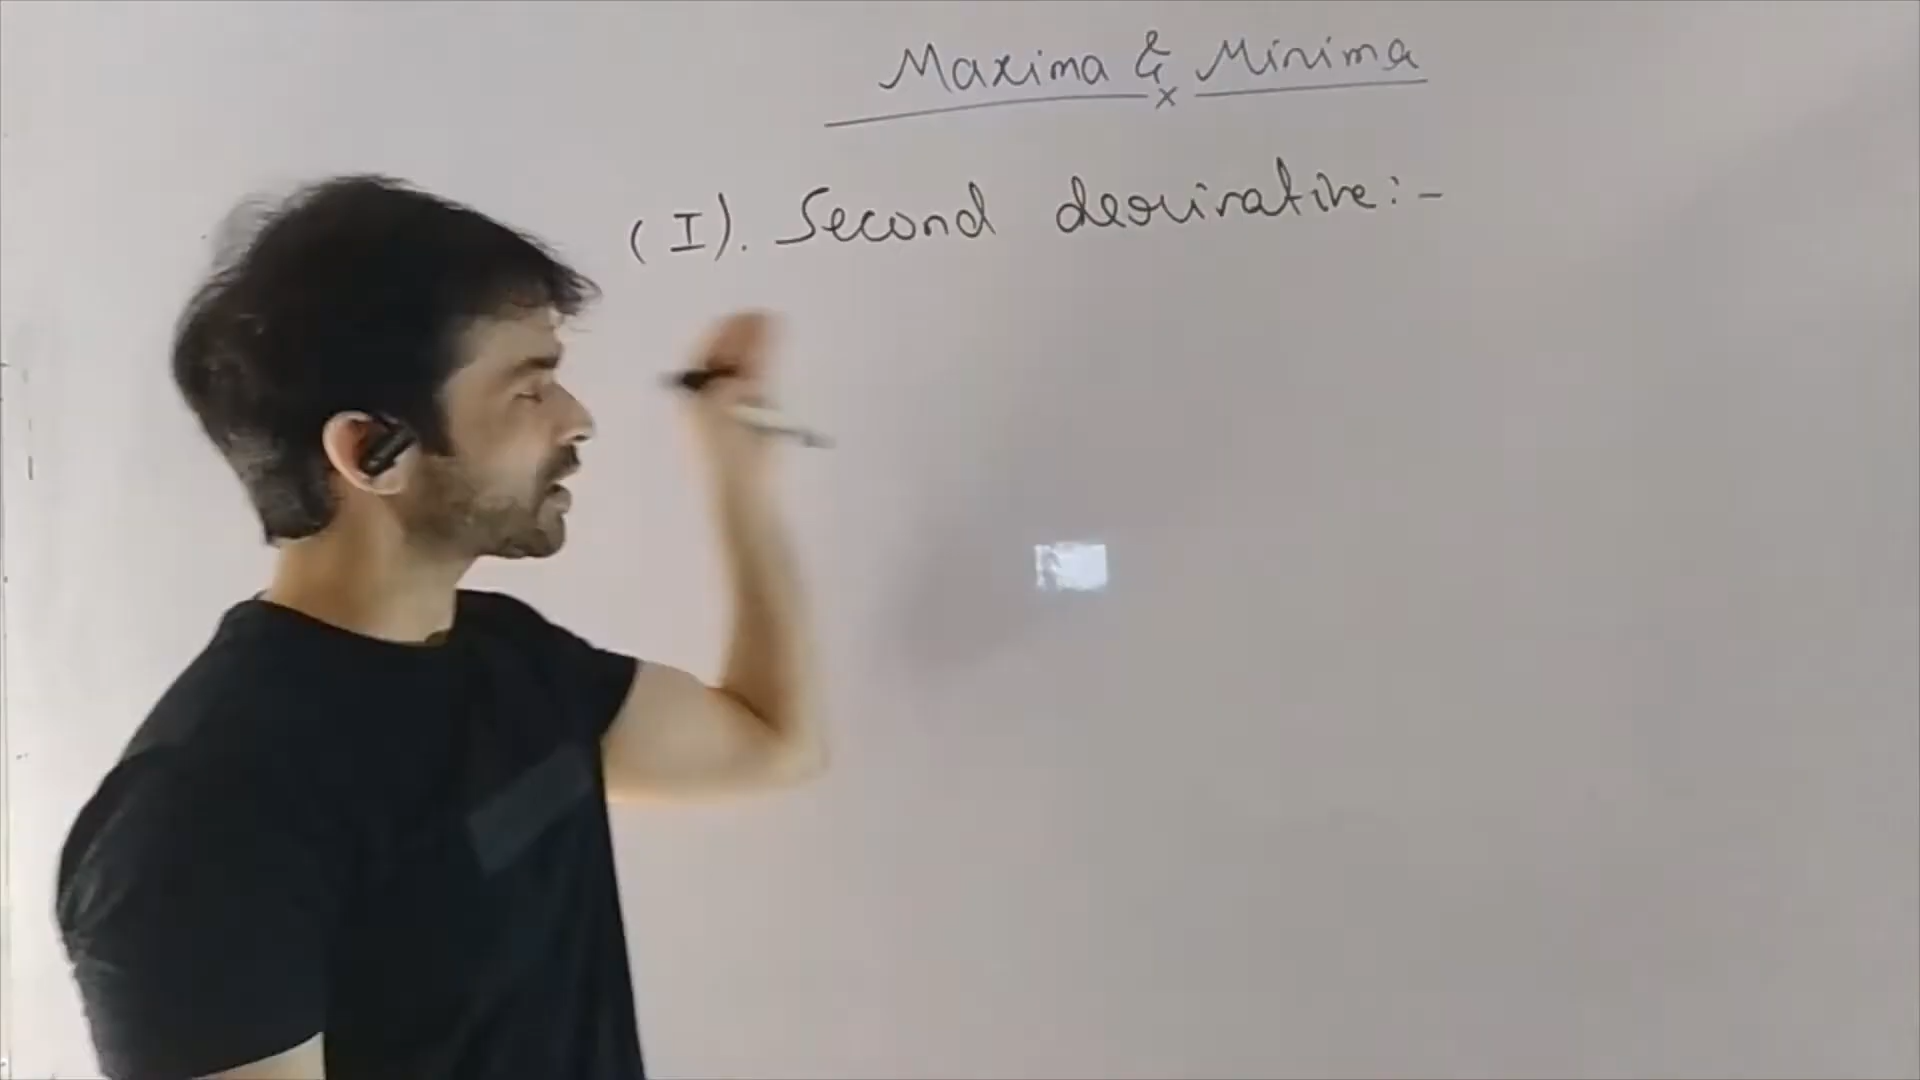 Maxima & Minima
x
(I). Second derivative:-